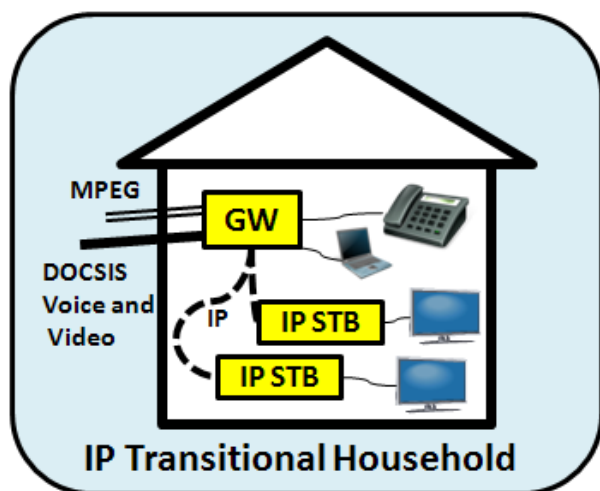 MPEG
GW
DOCSIS
Voice and
Video
IP
IP STB
IP STB
IP Transitional Household